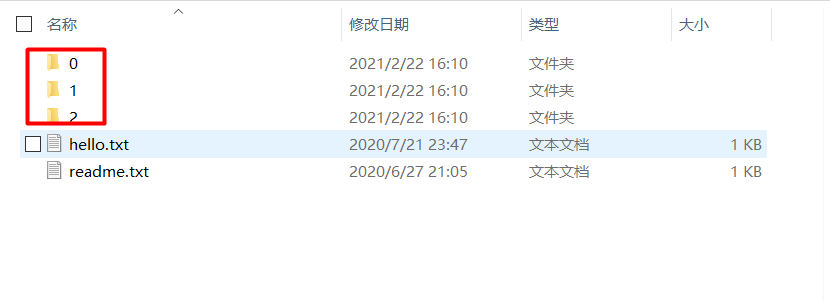 名称 修改日期 类型 大小
0 2021/2/22 16:10 文件夹
1 2021/2/22 16:10 文件夹
2 2021/2/22 16:10 文件夹
hello.txt 2020/7/21 23:47 文本文档 1 KB
readme.txt 2020/6/27 21:05 文本文档 1 KB